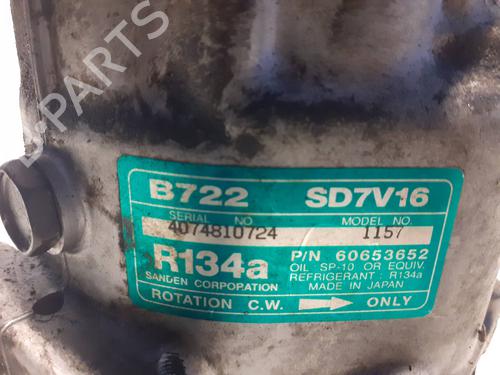 B-PARTS
B722 SD7V16
SERIAL NO MODEL NO.
4074810724 1157
R134a P/N 60653652
OIL SP-10 OR EQUIV.
REFRIGERANT : R134a
SANDEN CORPORATION MADE IN JAPAN
ROTATION C.W. ONLY